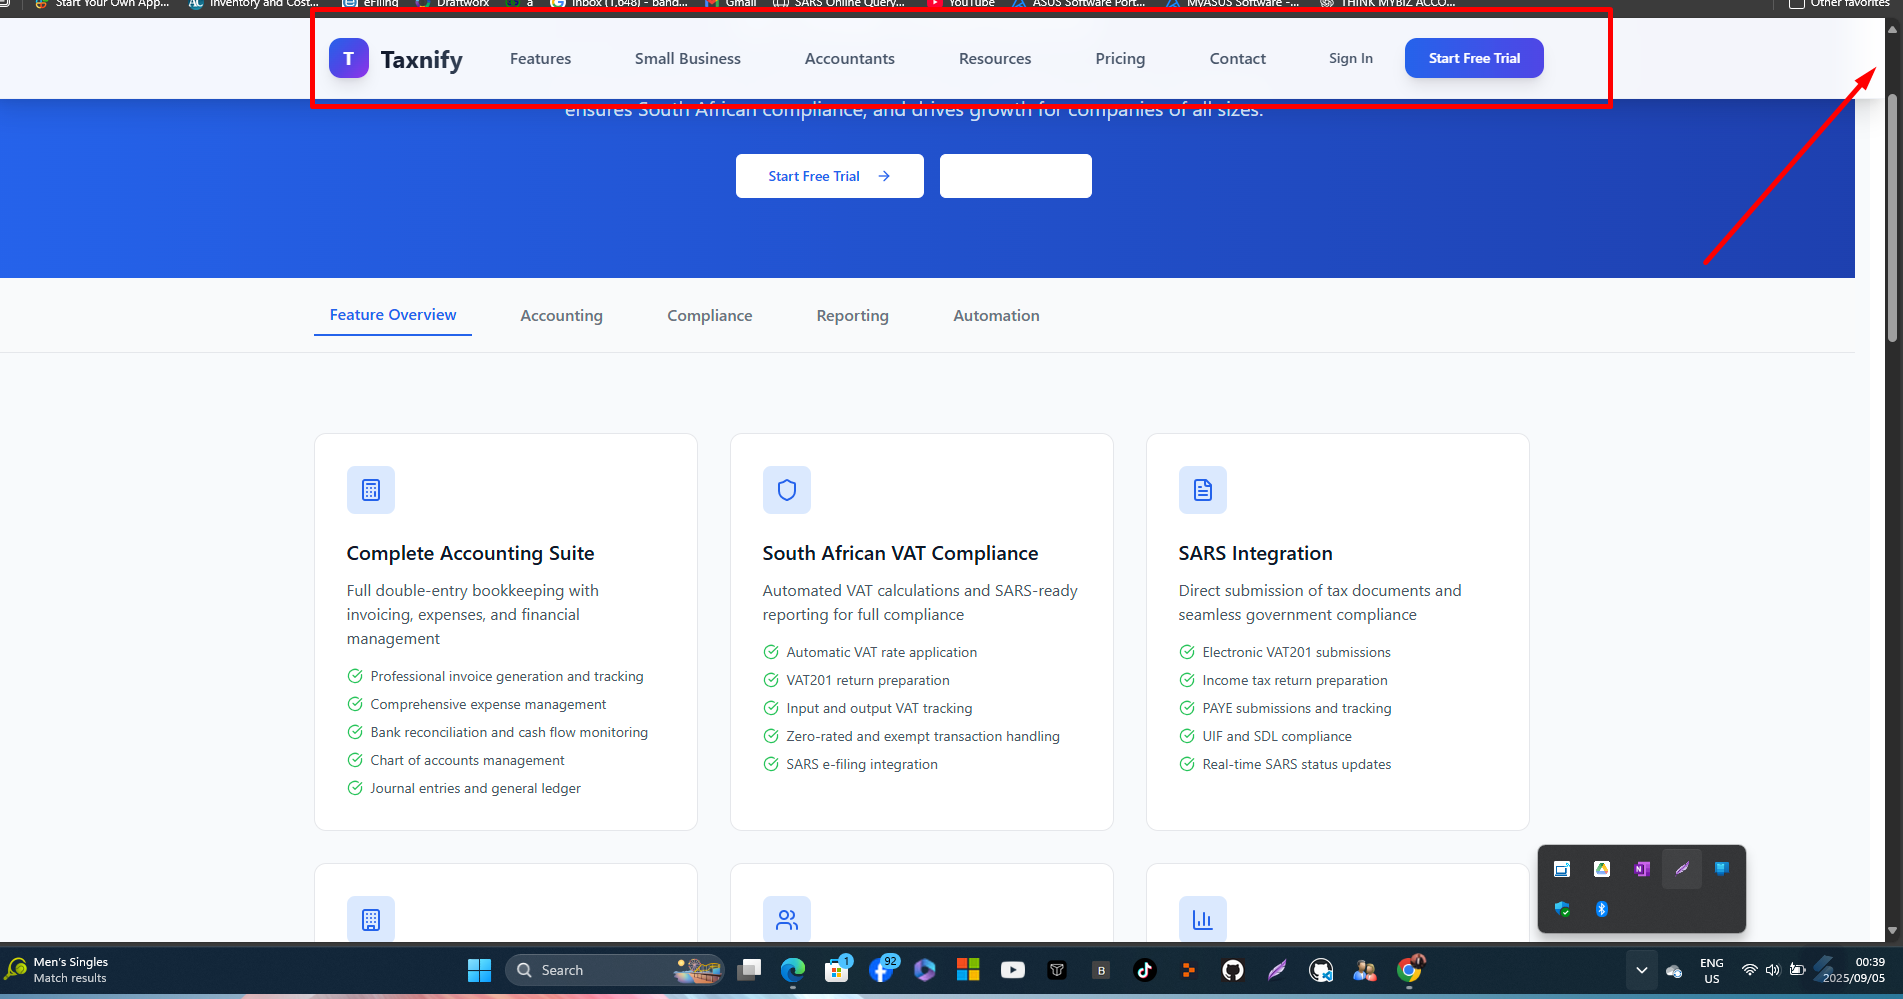 Start Your Own App...
Inventory and Cost...
eFiling
Draftworx
a
Inbox (1,648) - band...
Gmail
SARS Online Query...
YouTube
ASUS Software Port...
MyASUS Software -...
THINK MYBIZ ACCO...
Other favorites
T
Taxnify
Features
Small Business
Accountants
Resources
Pricing
Contact
Sign In
Start Free Trial
ensures South African compliance, and drives growth for companies of all sizes.
Start Free Trial
Feature Overview
Accounting
Compliance
Reporting
Automation
Complete Accounting Suite
Full double-entry bookkeeping with
invoicing, expenses, and financial
management
Professional invoice generation and tracking
Comprehensive expense management
Bank reconciliation and cash flow monitoring
Chart of accounts management
Journal entries and general ledger
South African VAT Compliance
Automated VAT calculations and SARS-ready
reporting for full compliance
Automatic VAT rate application
VAT201 return preparation
Input and output VAT tracking
Zero-rated and exempt transaction handling
SARS e-filing integration
SARS Integration
Direct submission of tax documents and
seamless government compliance
Electronic VAT201 submissions
Income tax return preparation
PAYE submissions and tracking
UIF and SDL compliance
Real-time SARS status updates
Men's Singles
Match results
Search
1
92
B
ENG
US
00:39
2025/09/05